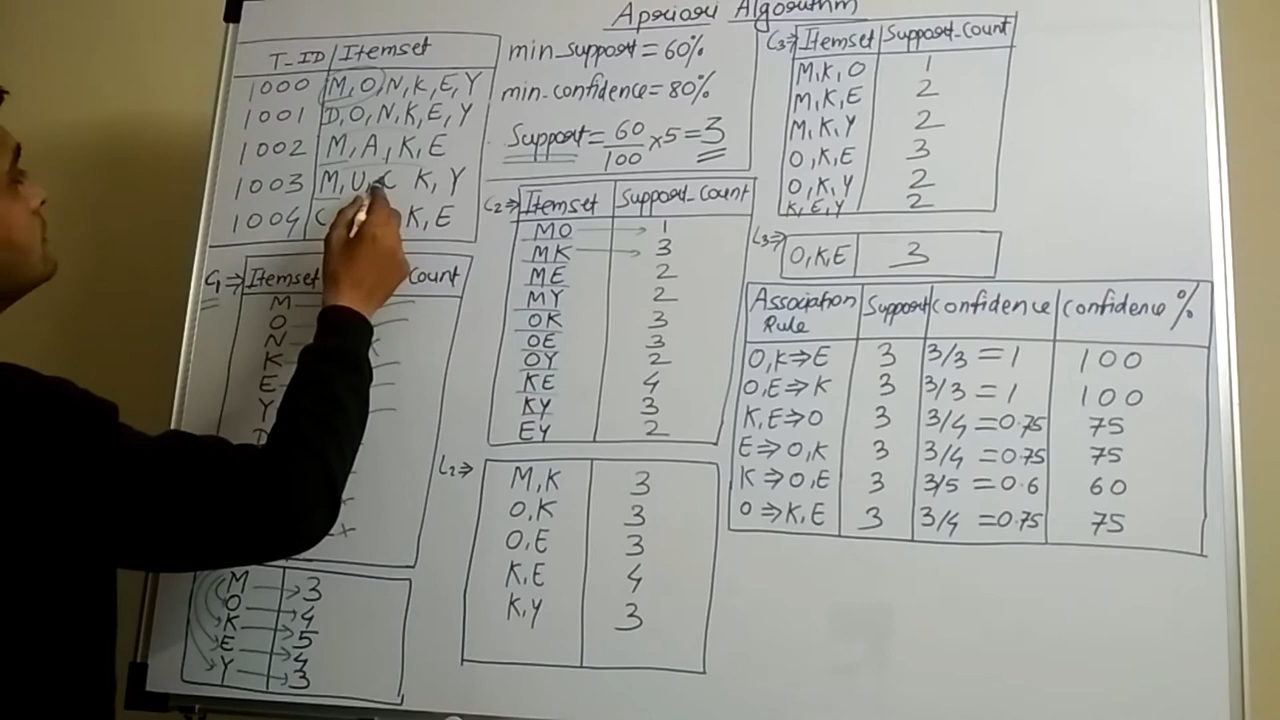 Apriori Algorithm
T_ID Itemset
1000 M, O, N, K, E, Y
1001 D, O, N, K, E, Y
1002 M, A, K, E
1003 M, U, C K, Y
1004 C K, E
min_support = 60%
min_confidence = 80%
Support = 60/100 x 5 = 3
C1⇒ Itemset Count
M
O
N
K
E
Y
M → 3
O → 4
K → 5
E → 4
Y → 3
C2⇒ Itemset Support_Count
MO → 1
MK → 3
ME 2
MY 2
OK 3
OE 3
OY 2
KE 4
KY 3
EY 2
L2⇒
M, K 3
O, K 3
O, E 3
K, E 4
K, Y 3
C3⇒ Itemset Support_Count
M, K, O 1
M, K, E 2
M, K, Y 2
O, K, E 3
O, K, Y 2
K, E, Y 2
L3⇒
O, K, E 3
Association Rule Support Confidence Confidence %
O, K ⇒ E 3 3/3 = 1 100
O, E ⇒ K 3 3/3 = 1 100
K, E ⇒ O 3 3/4 = 0.75 75
E ⇒ O, K 3 3/4 = 0.75 75
K ⇒ O, E 3 3/5 = 0.6 60
O ⇒ K, E 3 3/4 = 0.75 75